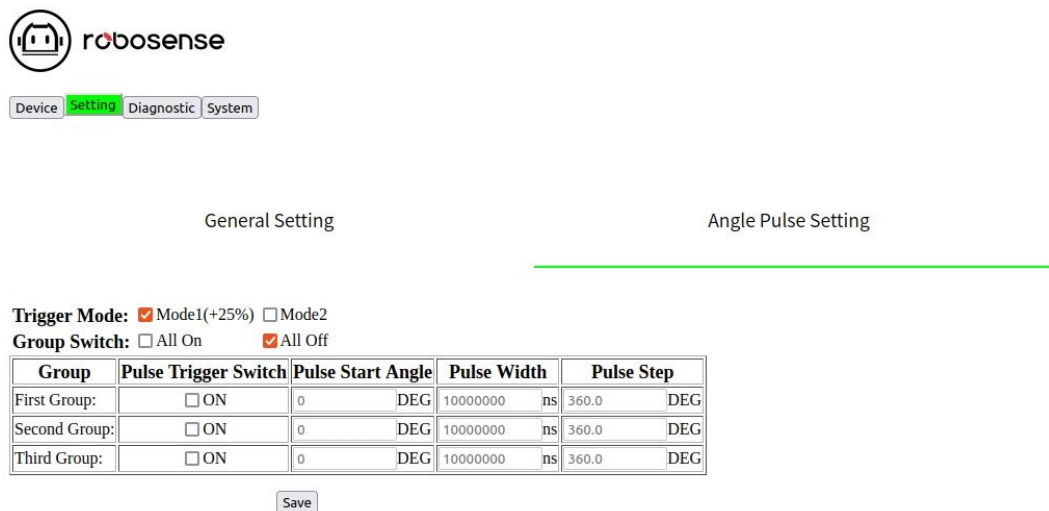 robosense
Device Setting Diagnostic System
General Setting Angle Pulse Setting
Trigger Mode: Mode1(+25%) Mode2
Group Switch: All On All Off
Group Pulse Trigger Switch Pulse Start Angle Pulse Width Pulse Step
First Group: ON 0 DEG 10000000 ns 360.0 DEG
Second Group: ON 0 DEG 10000000 ns 360.0 DEG
Third Group: ON 0 DEG 10000000 ns 360.0 DEG
Save